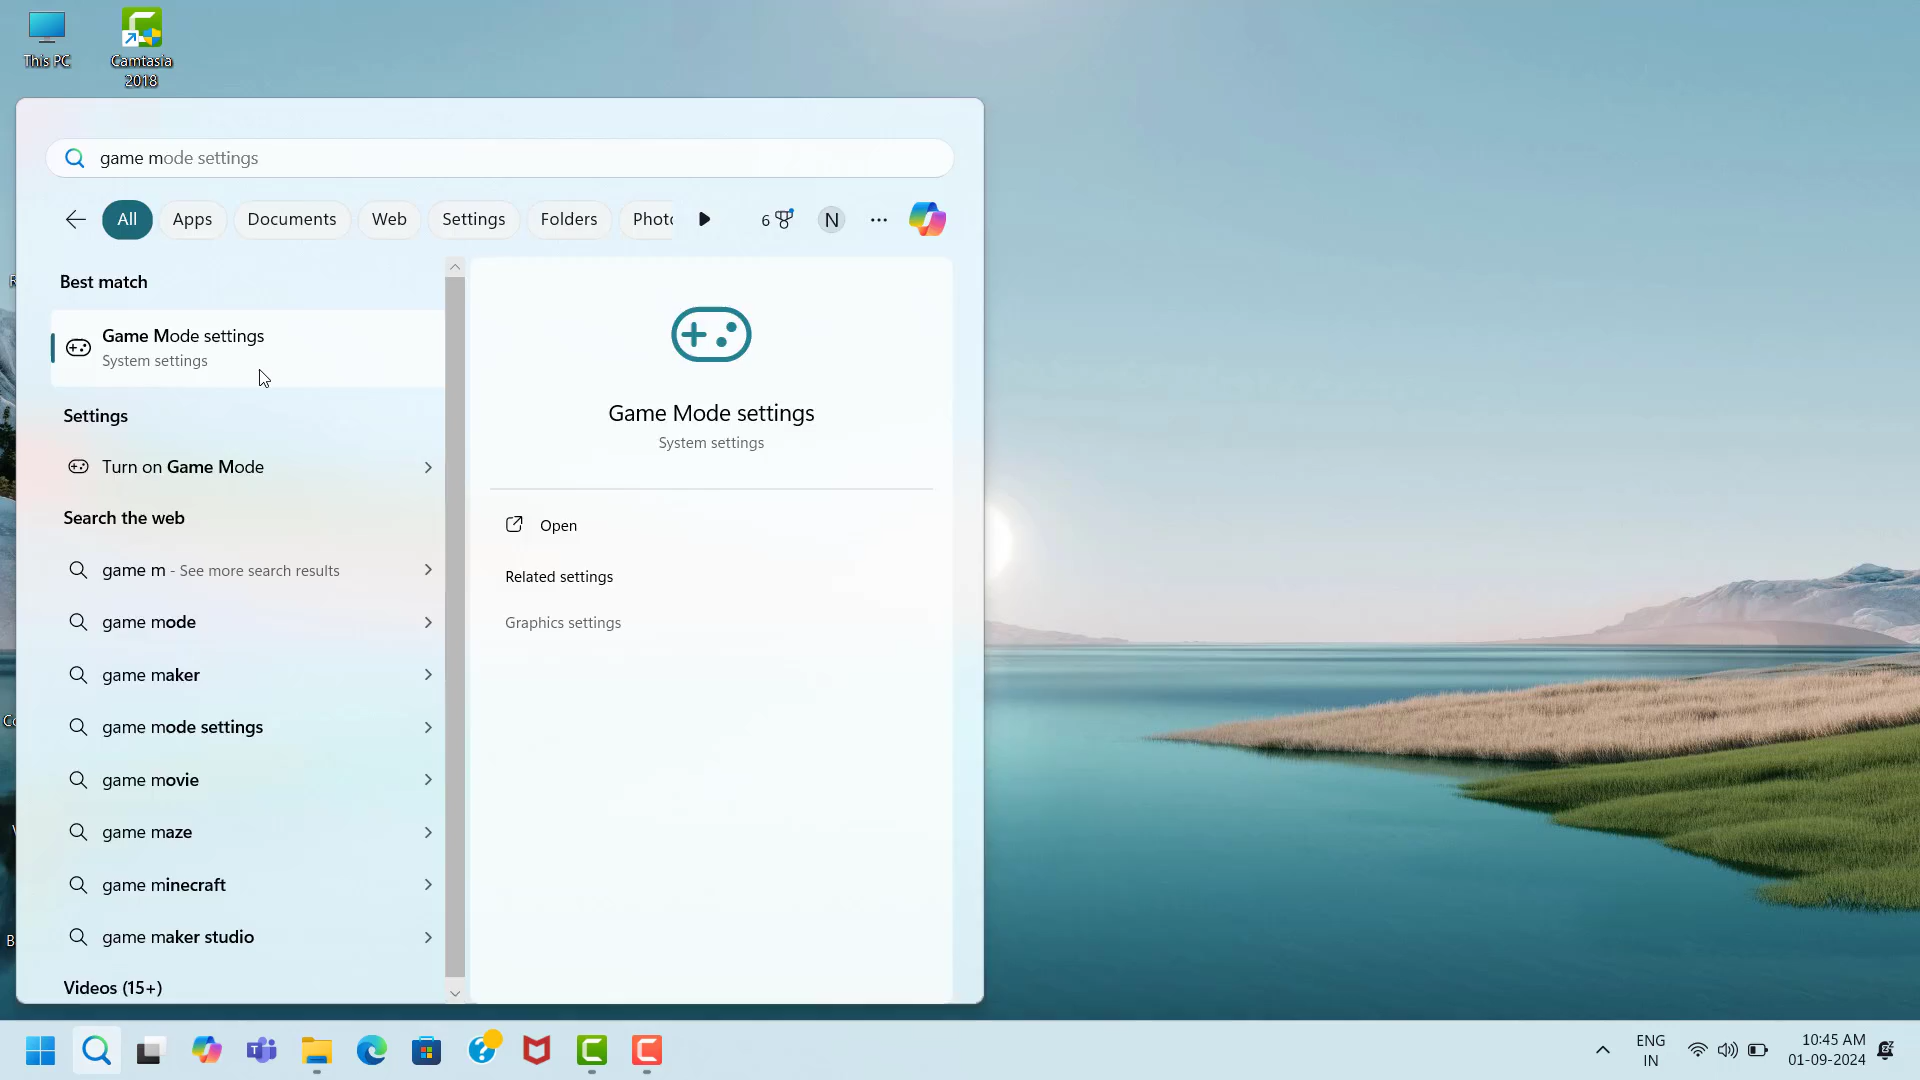 This PC
Camtasia
2018
game mode settings
All
Apps
Documents
Web
Settings
Folders
Photo
6
N
Best match
Game Mode settings
System settings
Settings
Turn on Game Mode
Search the web
game m - See more search results
game mode
game maker
game mode settings
game movie
game maze
game minecraft
game maker studio
Videos (15+)
Game Mode settings
System settings
Open
Related settings
Graphics settings
ENG
IN
10:45 AM
01-09-2024